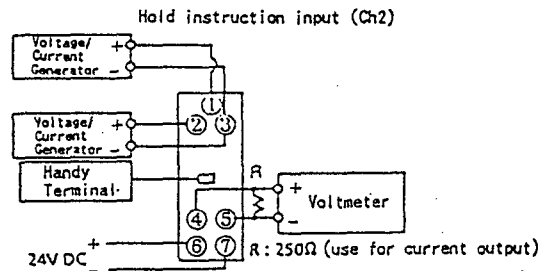 Hold instruction input (Ch2)
Voltage/
Current
Generator
+
-
①
Voltage/
Current
Generator
+
-
② ③
Handy
Terminal
R
+
-
Voltmeter
④ ⑤
24V DC
+
-
⑥ ⑦
R : 250Ω (use for current output)